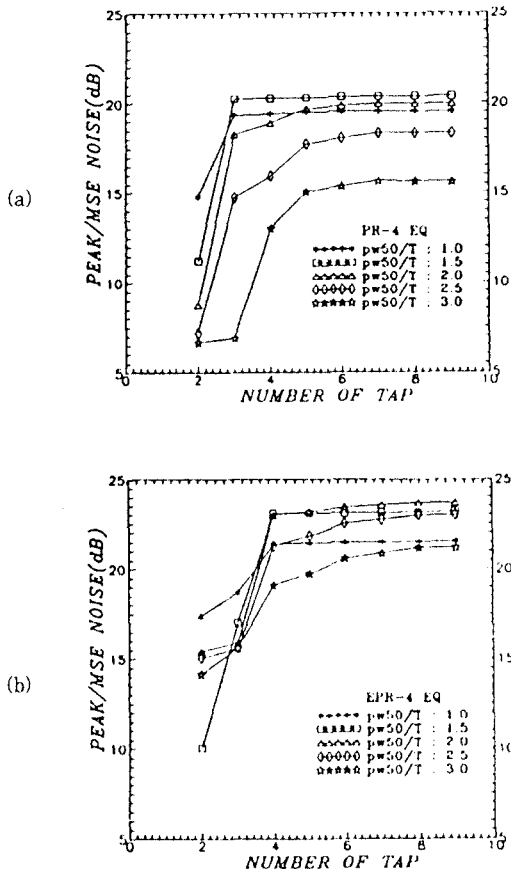 (a)
PEAK/MSE NOISE(dB)
25
20
15
10
5
25
20
15
10
5
PR-4 EQ
pw50/T : 1.0
pw50/T : 1.5
pw50/T : 2.0
pw50/T : 2.5
pw50/T : 3.0
0 2 4 6 8 10
NUMBER OF TAP
(b)
PEAK/MSE NOISE(dB)
25
20
15
10
5
25
20
15
10
5
EPR-4 EQ
pw50/T : 1.0
pw50/T : 1.5
pw50/T : 2.0
pw50/T : 2.5
pw50/T : 3.0
0 2 4 6 8 10
NUMBER OF TAP